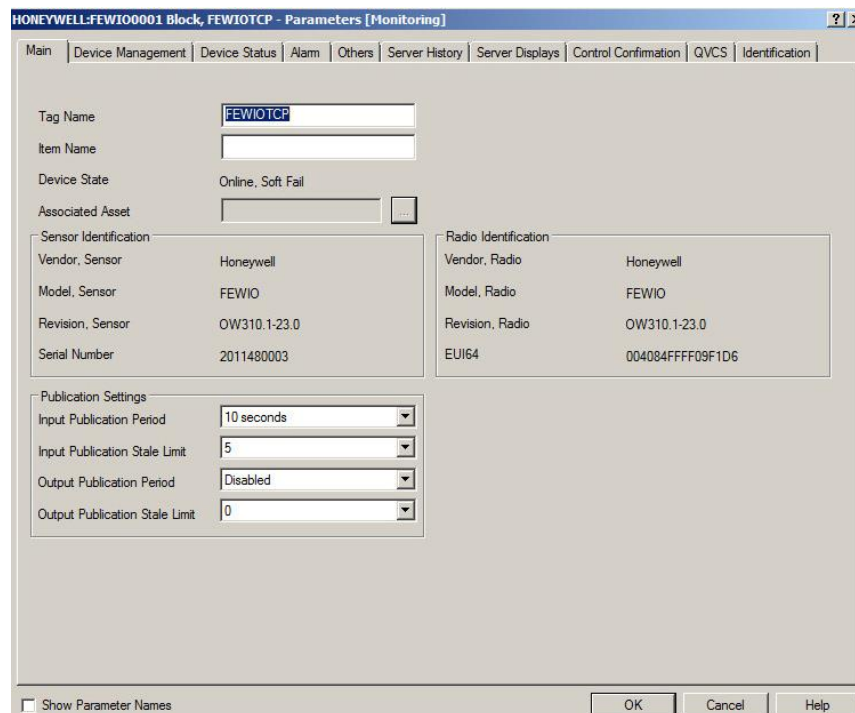 HONEYWELL:FEWIO0001 Block, FEWIOTCP - Parameters [Monitoring]
Main Device Management Device Status Alarm Others Server History Server Displays Control Confirmation QVCS Identification
Tag Name FEWIOTCP
Item Name
Device State Online, Soft Fail
Associated Asset ...
Sensor Identification
Vendor, Sensor Honeywell
Model, Sensor FEWIO
Revision, Sensor OW310.1-23.0
Serial Number 2011480003
Radio Identification
Vendor, Radio Honeywell
Model, Radio FEWIO
Revision, Radio OW310.1-23.0
EUI64 004084FFFF09F1D6
Publication Settings
Input Publication Period 10 seconds
Input Publication Stale Limit 5
Output Publication Period Disabled
Output Publication Stale Limit 0
Show Parameter Names OK Cancel Help